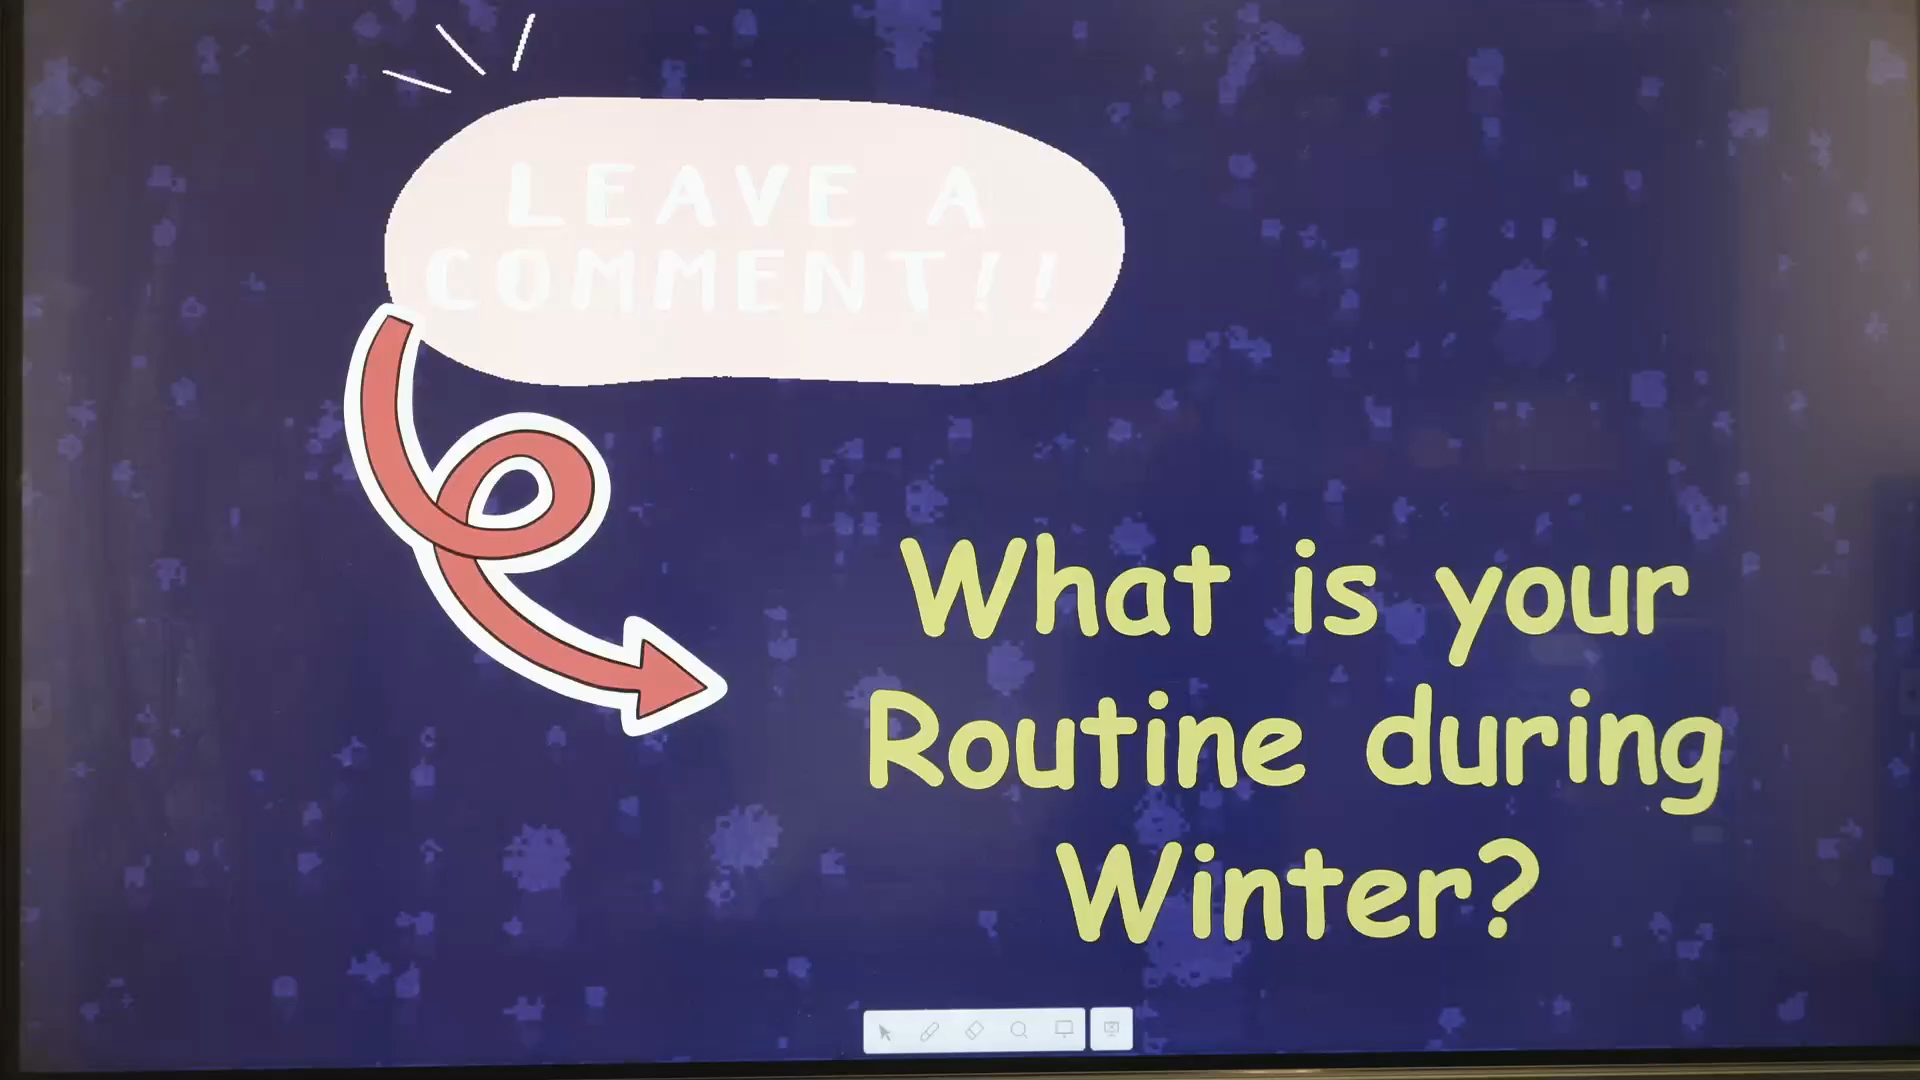 LEAVE A
COMMENT!!
What is your
Routine during
Winter?